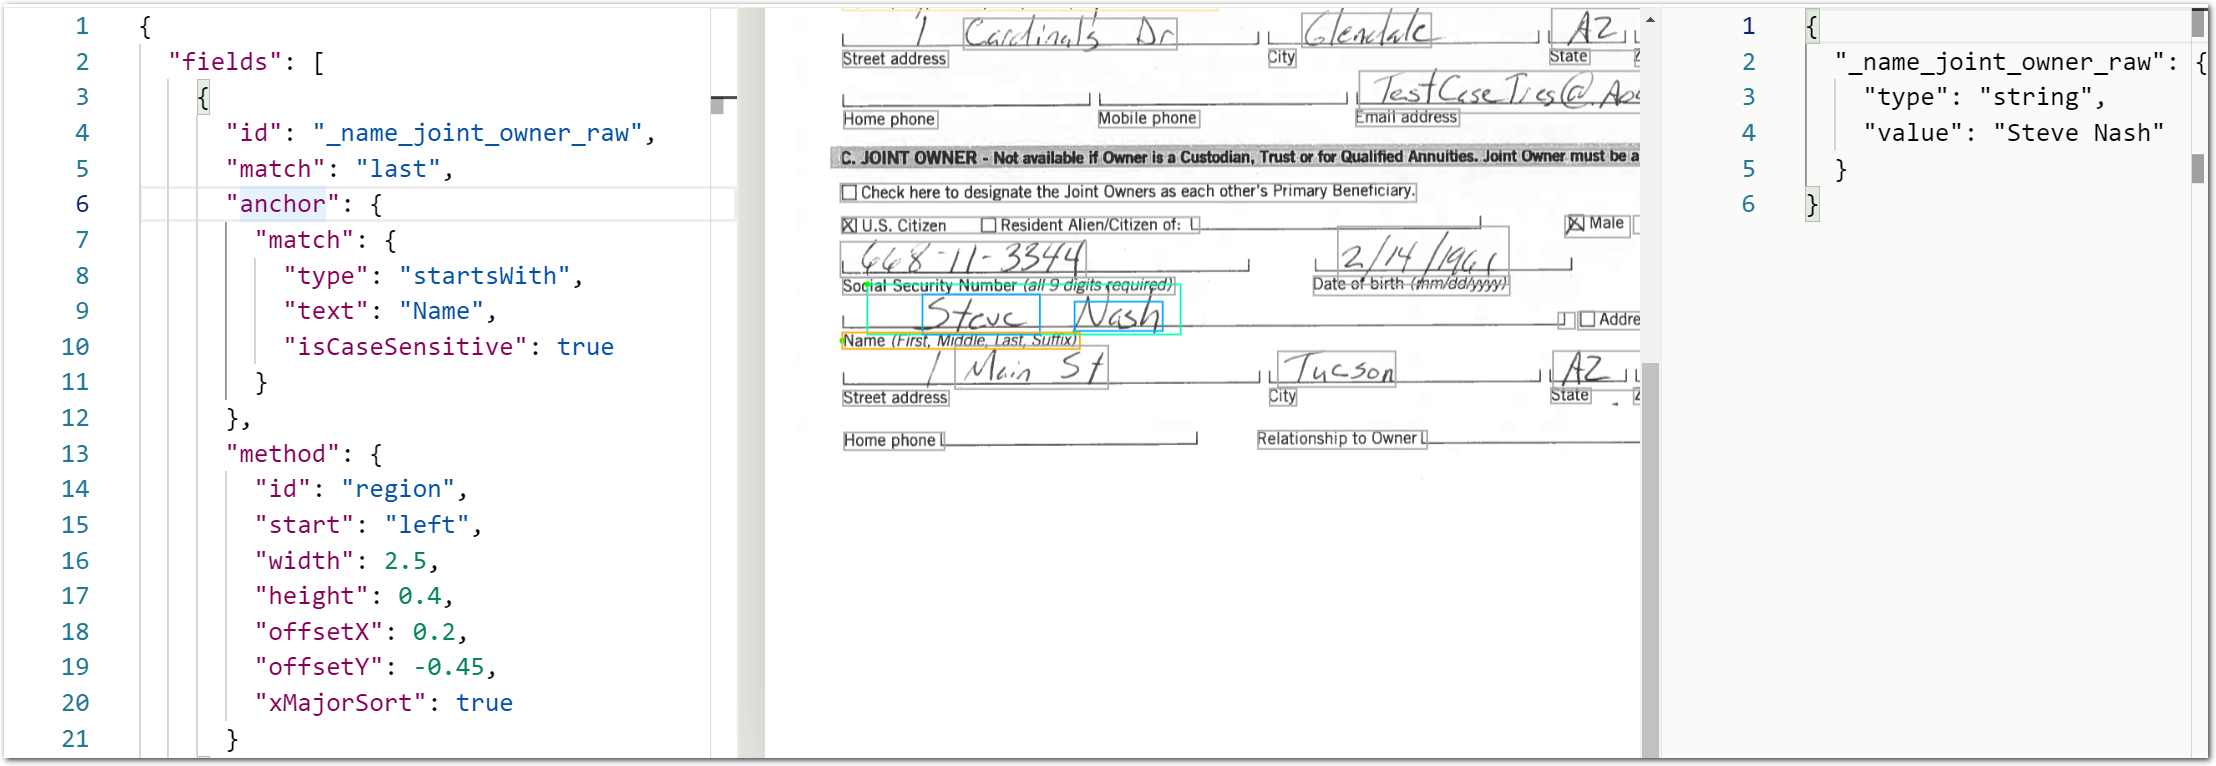 1 {
2 "fields": [
3 {
4 "id": "_name_joint_owner_raw",
5 "match": "last",
6 "anchor": {
7 "match": {
8 "type": "startsWith",
9 "text": "Name",
10 "isCaseSensitive": true
11 }
12 },
13 "method": {
14 "id": "region",
15 "start": "left",
16 "width": 2.5,
17 "height": 0.4,
18 "offsetX": 0.2,
19 "offsetY": -0.45,
20 "xMajorSort": true
21 }
1 Cardinals Dr Glendale AZ
Street address City State
TestCaseTies@
Home phone Mobile phone Email address
C. JOINT OWNER - Not available if Owner is a Custodian, Trust or for Qualified Annuities. Joint Owner must be a
Check here to designate the Joint Owners as each other's Primary Beneficiary.
U.S. Citizen Resident Alien/Citizen of: Male
668-11-3344 2/14/1961
Social Security Number (all 9 digits required) Date of birth (mm/dd/yyyy)
Steve Nash Addre
Name (First, Middle, Last, Suffix)
1 Main St Tucson AZ
Street address City State
Home phone Relationship to Owner
1 {
2 "_name_joint_owner_raw": {
3 "type": "string",
4 "value": "Steve Nash"
5 }
6 }